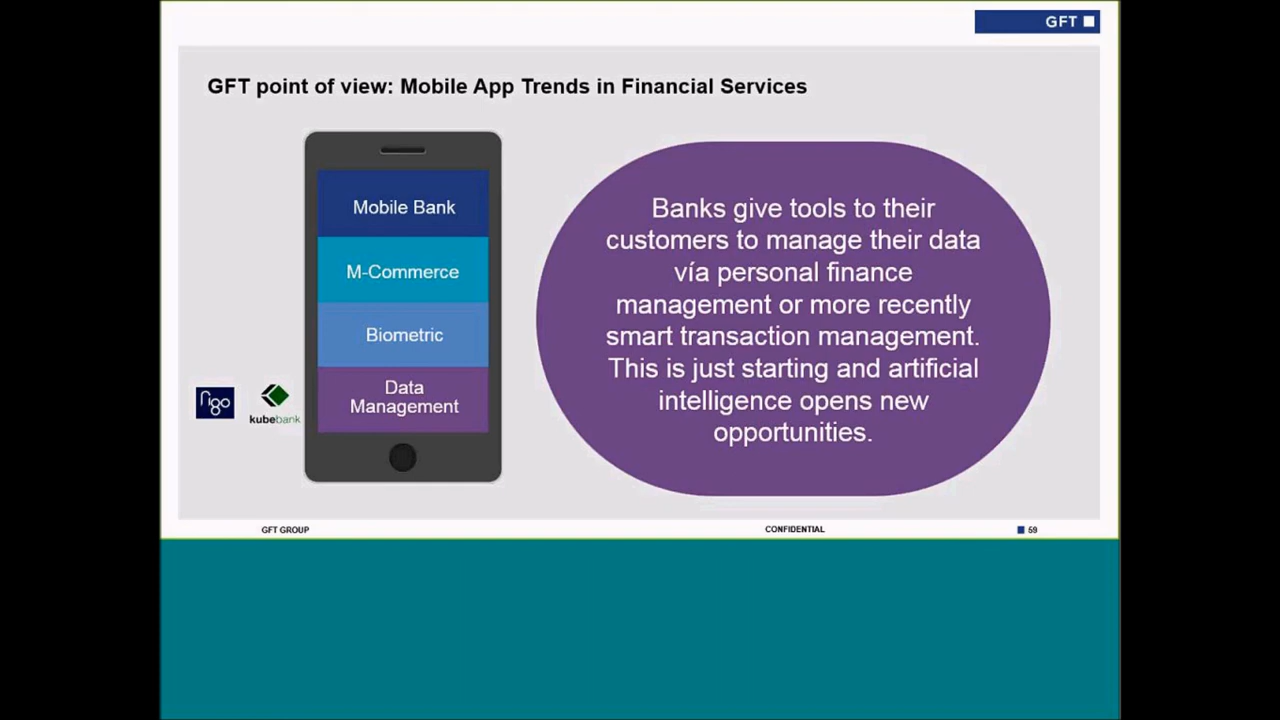 GFT
GFT point of view: Mobile App Trends in Financial Services
Mobile Bank
M-Commerce
Biometric
Data
Management
kubebank
Banks give tools to their
customers to manage their data
vía personal finance
management or more recently
smart transaction management.
This is just starting and artificial
intelligence opens new
opportunities.
GFT GROUP
CONFIDENTIAL
59